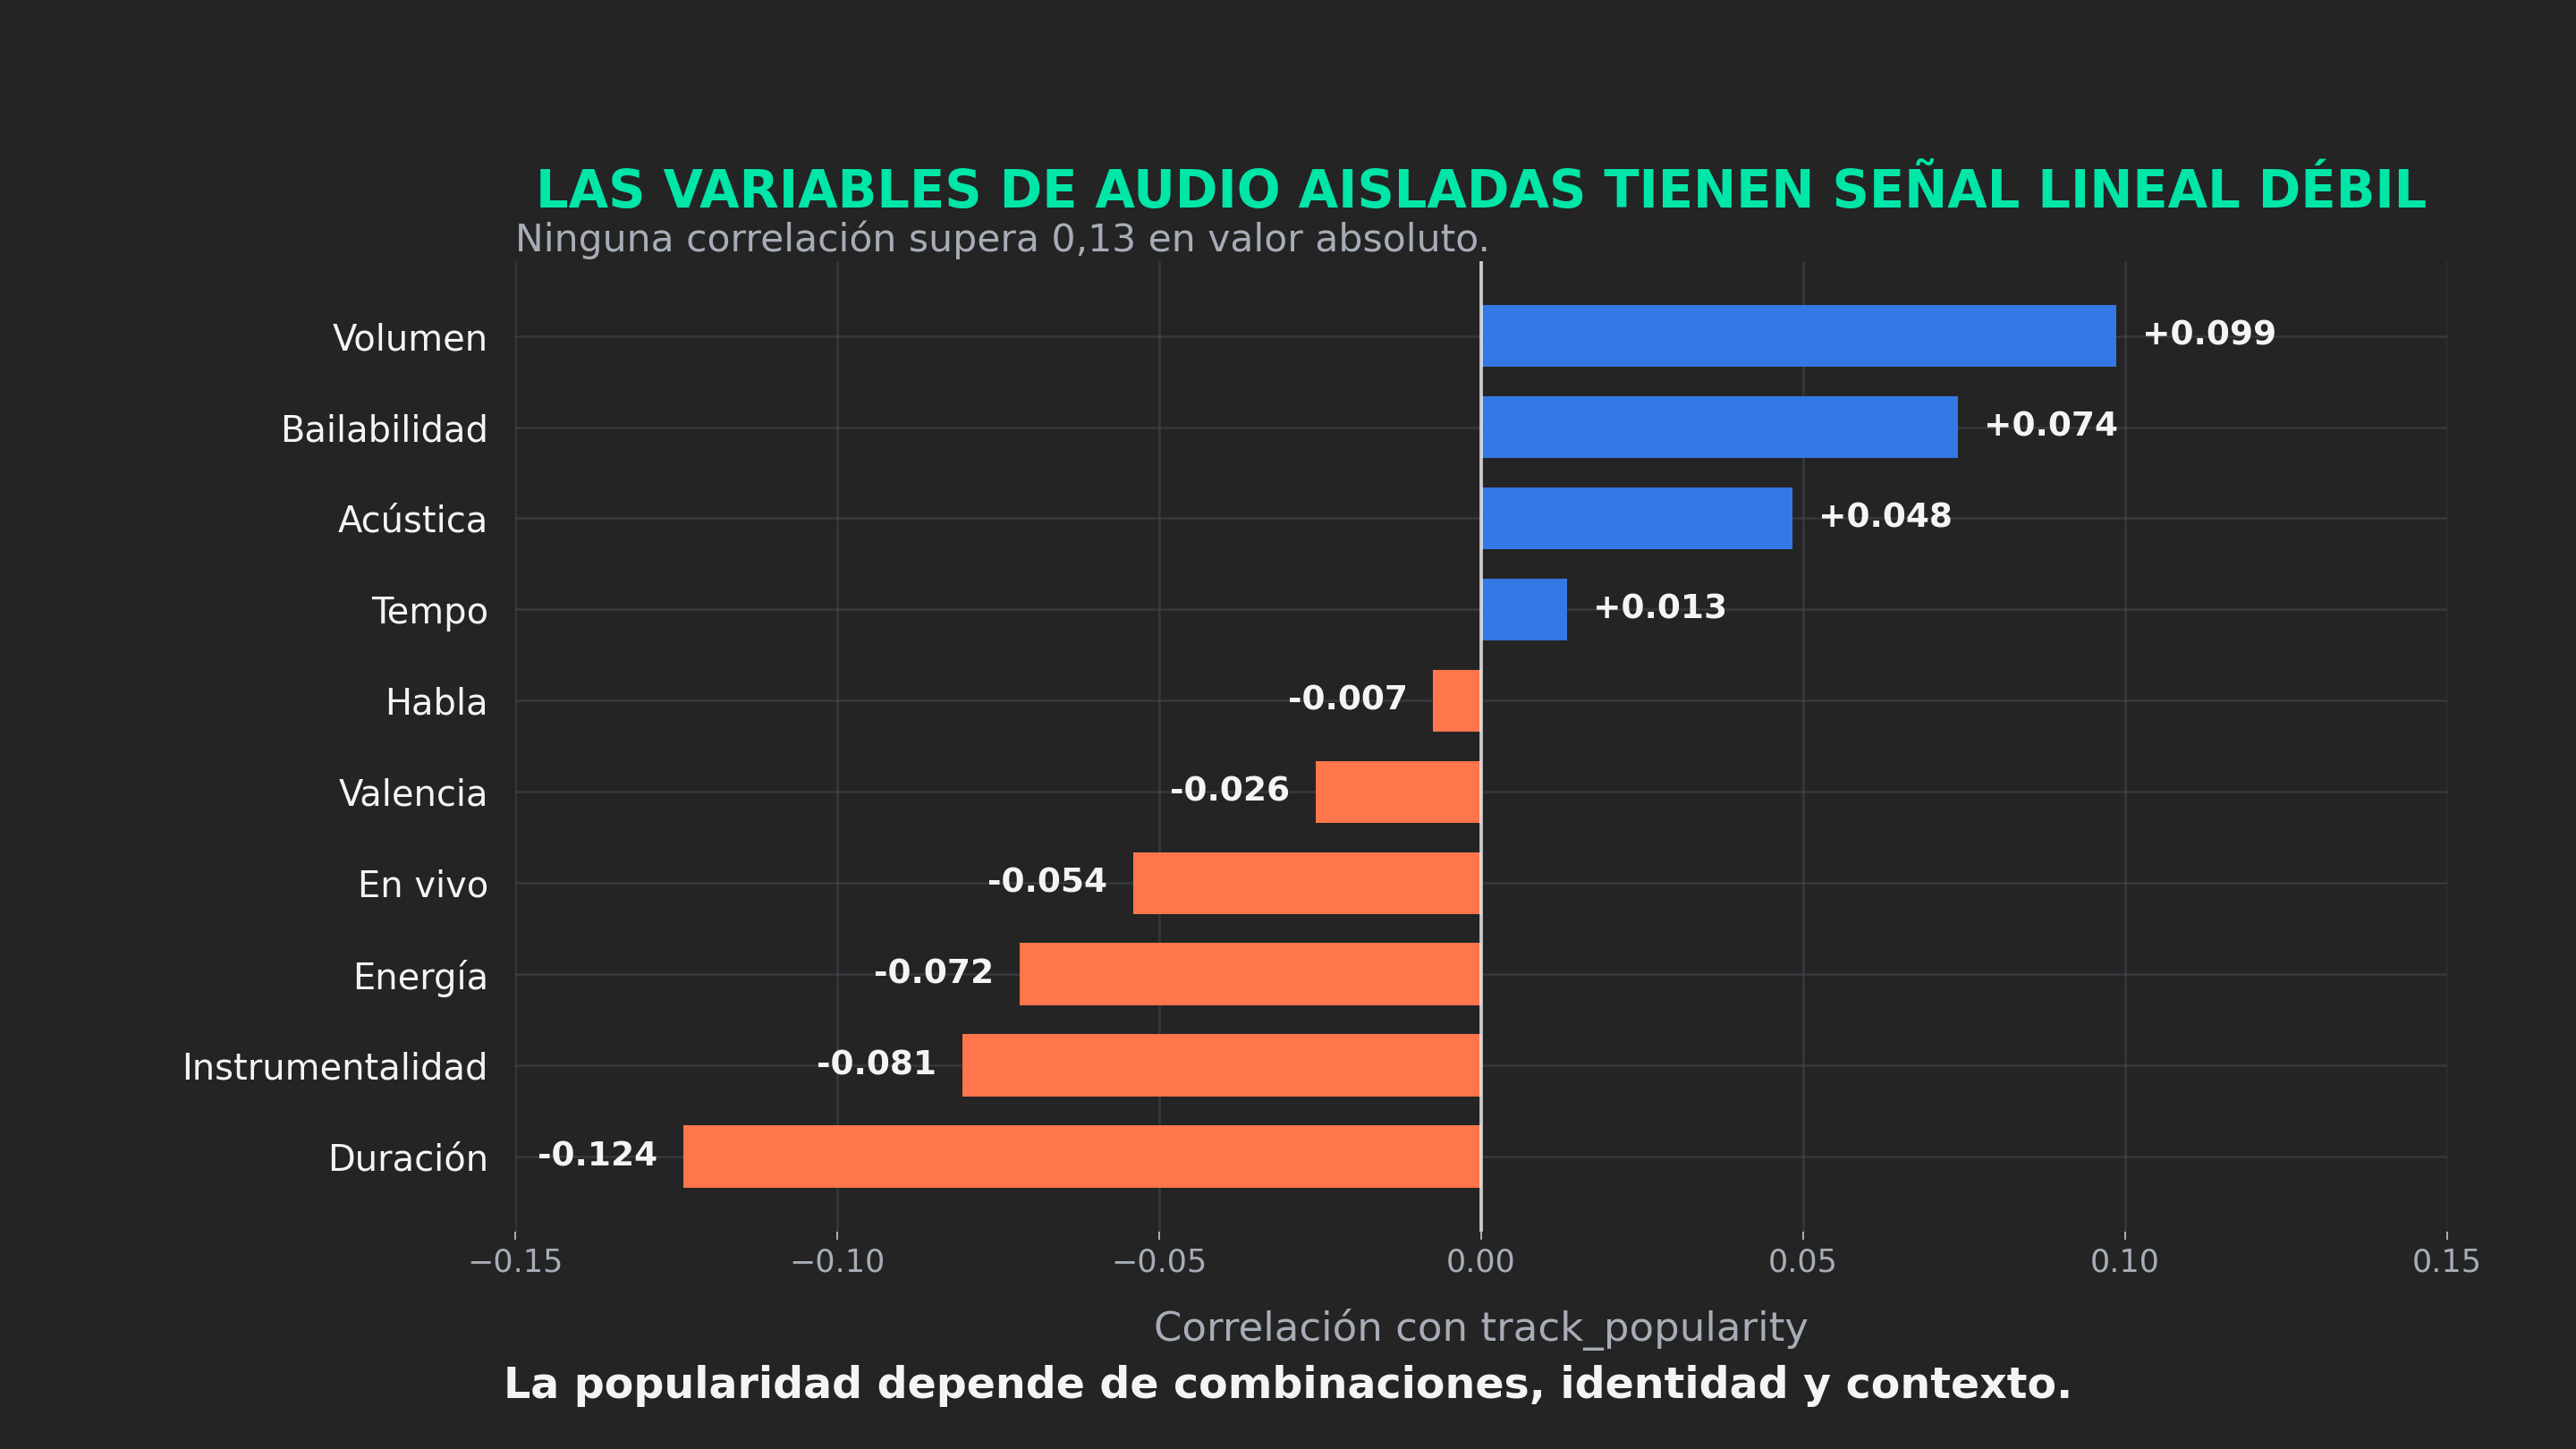 LAS VARIABLES DE AUDIO AISLADAS TIENEN SEÑAL LINEAL DÉBIL
Ninguna correlación supera 0,13 en valor absoluto.
Volumen +0.099
Bailabilidad +0.074
Acústica +0.048
Tempo +0.013
Habla -0.007
Valencia -0.026
En vivo -0.054
Energía -0.072
Instrumentalidad -0.081
Duración -0.124
−0.15 −0.10 −0.05 0.00 0.05 0.10 0.15
Correlación con track_popularity
La popularidad depende de combinaciones, identidad y contexto.